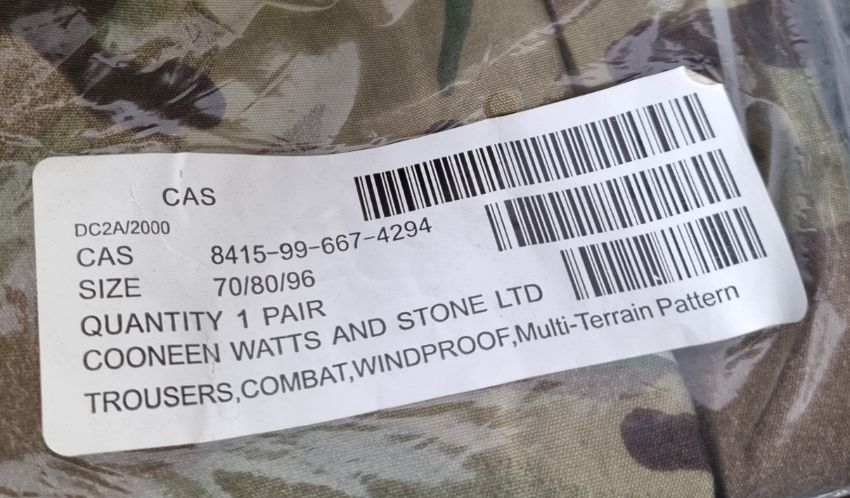 CAS
DC2A/2000
CAS 8415-99-667-4294
SIZE 70/80/96
QUANTITY 1 PAIR
COONEEN WATTS AND STONE LTD
TROUSERS,COMBAT,WINDPROOF,Multi-Terrain Pattern